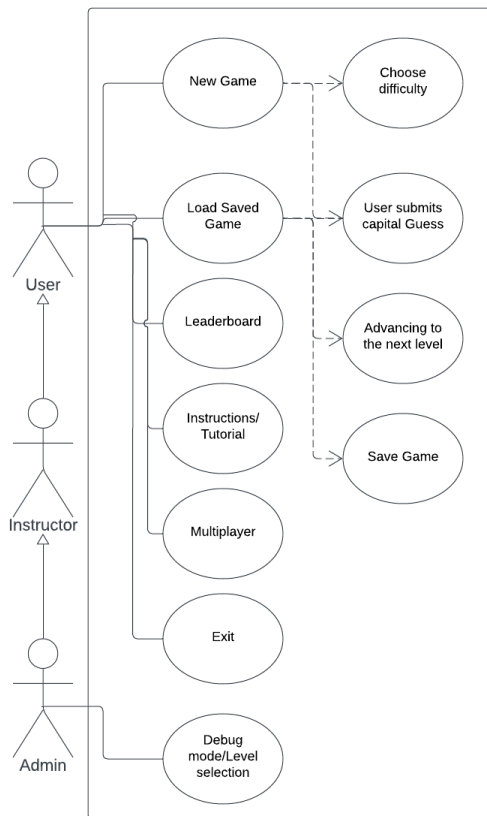 New Game
Choose
difficulty
Load Saved
Game
User submits
capital Guess
User
Leaderboard
Advancing to
the next level
Instructions/
Tutorial
Save Game
Instructor
Multiplayer
Exit
Admin
Debug
mode/Level
selection